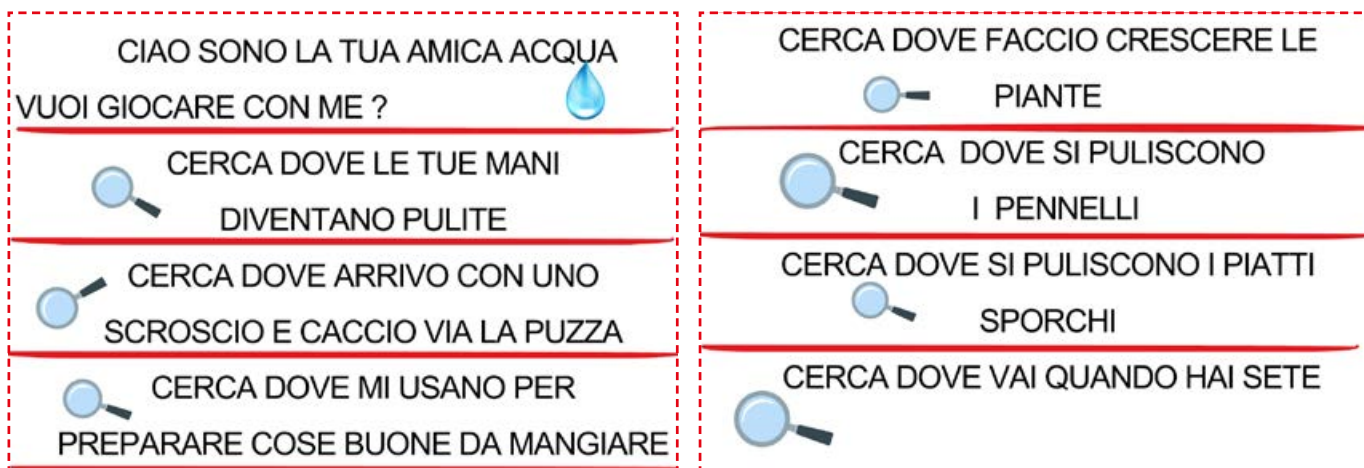 CIAO SONO LA TUA AMICA ACQUA
VUOI GIOCARE CON ME ?
CERCA DOVE LE TUE MANI
DIVENTANO PULITE
CERCA DOVE ARRIVO CON UNO
SCROSCIO E CACCIO VIA LA PUZZA
CERCA DOVE MI USANO PER
PREPARARE COSE BUONE DA MANGIARE
CERCA DOVE FACCIO CRESCERE LE
PIANTE
CERCA DOVE SI PULISCONO
I PENNELLI
CERCA DOVE SI PULISCONO I PIATTI
SPORCHI
CERCA DOVE VAI QUANDO HAI SETE